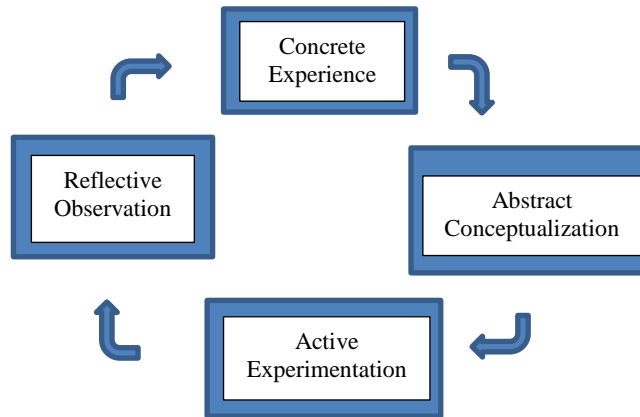 Concrete
Experience
Reflective
Observation
Abstract
Conceptualization
Active
Experimentation